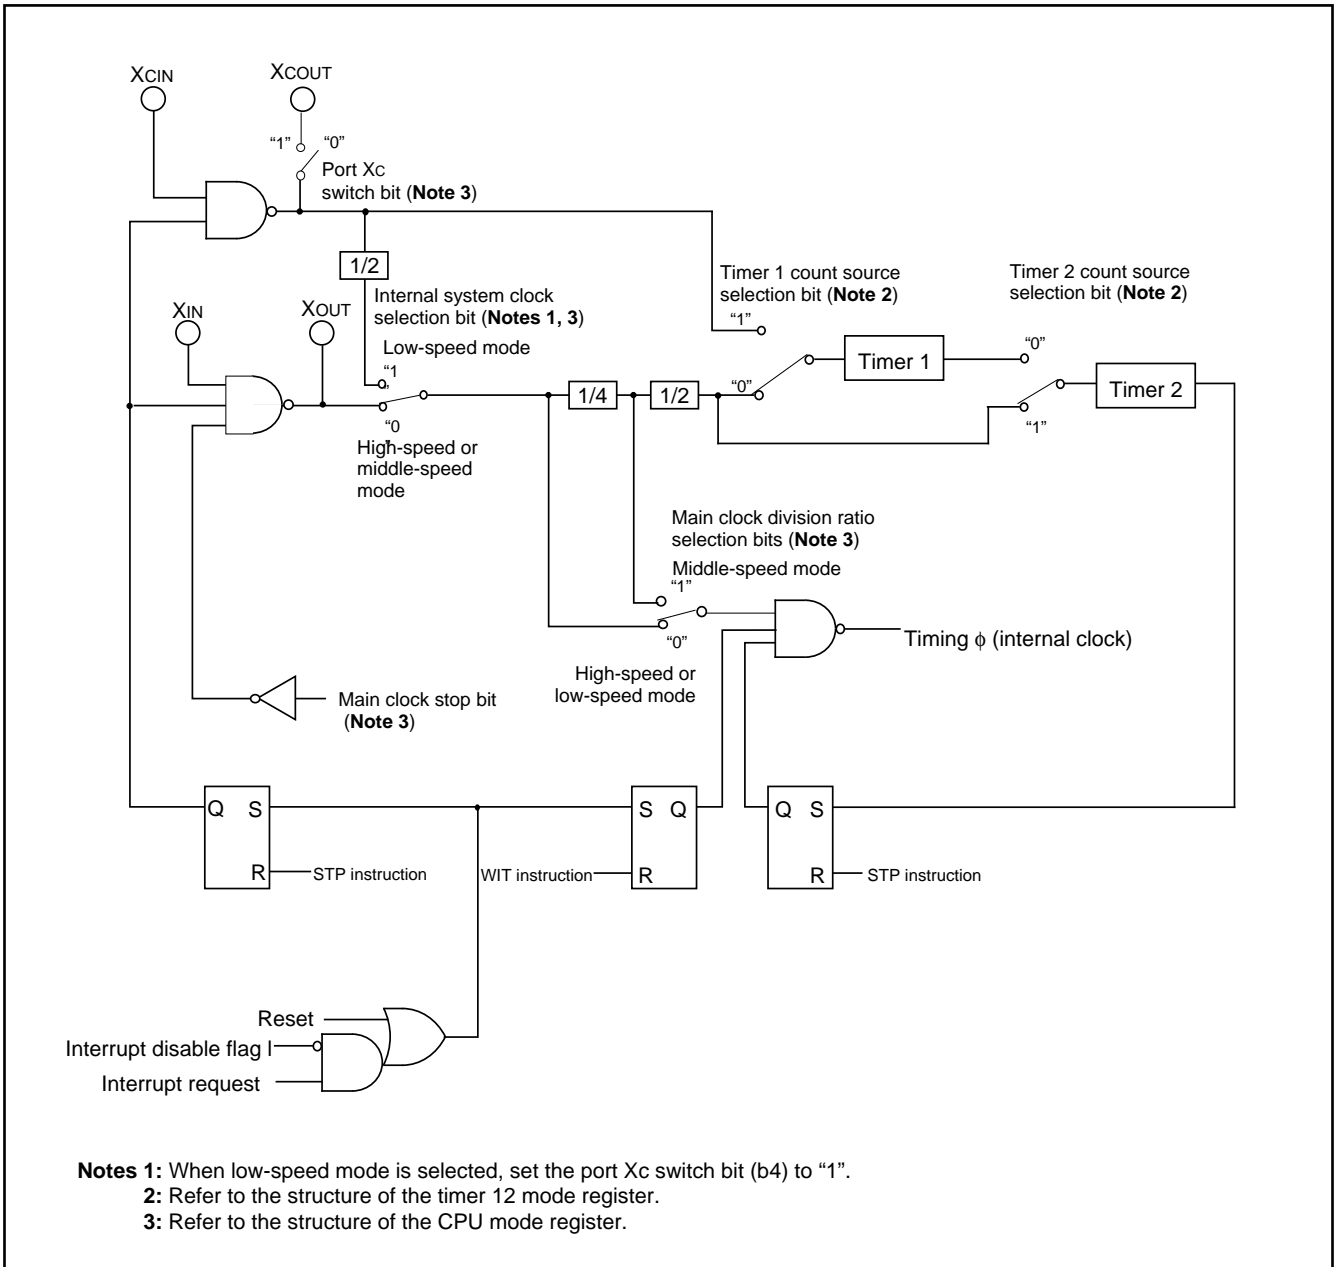 XCIN
XCOUT
“1” “0”
Port XC
switch bit (Note 3)
1/2
Internal system clock
selection bit (Notes 1, 3)
Low-speed mode
XIN
XOUT
“1
”
“0
”
High-speed or
middle-speed
mode
Timer 1 count source
selection bit (Note 2)
“1”
“0”
Timer 1
Timer 2 count source
selection bit (Note 2)
“0”
“1”
Timer 2
1/4
1/2
Main clock division ratio
selection bits (Note 3)
Middle-speed mode
“1”
“0”
High-speed or
low-speed mode
Timing ϕ (internal clock)
Main clock stop bit
(Note 3)
Q S
R
STP instruction
WIT instruction
S Q
R
Q S
R
STP instruction
Reset
Interrupt disable flag I
Interrupt request
Notes 1: When low-speed mode is selected, set the port Xc switch bit (b4) to “1”.
2: Refer to the structure of the timer 12 mode register.
3: Refer to the structure of the CPU mode register.